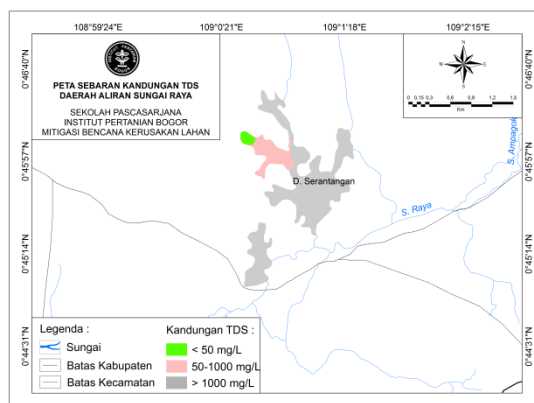 108°59'24"E 109°0'21"E 109°1'18"E 109°2'15"E
INSTITUT PERTANIAN
BOGOR
PETA SEBARAN KANDUNGAN TDS
DAERAH ALIRAN SUNGAI RAYA
SEKOLAH PASCASARJANA
INSTITUT PERTANIAN BOGOR
MITIGASI BENCANA KERUSAKAN LAHAN
N
W E
S
0 0,15 0,3 0,6 0,9 1,2 1,5
Km
0°46'40"N 0°46'40"N
0°45'57"N 0°45'57"N
0°45'14"N 0°45'14"N
0°44'31"N 0°44'31"N
S. Ampagok
D. Serantangan
S. Raya
Legenda :
Sungai
Batas Kabupaten
Batas Kecamatan
Kandungan TDS :
< 50 mg/L
50-1000 mg/L
> 1000 mg/L